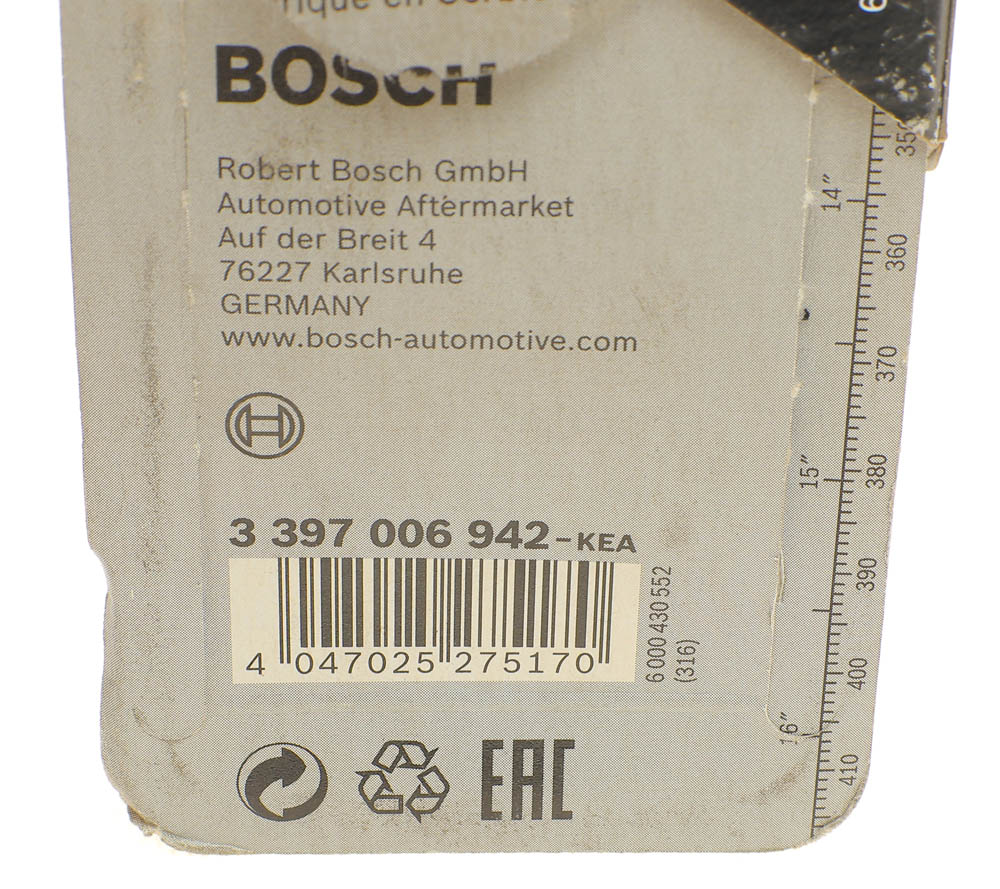 en
BOSCH
Robert Bosch GmbH
Automotive Aftermarket
Auf der Breit 4
76227 Karlsruhe
GERMANY
www.bosch-automotive.com
3 397 006 942-KEA
4 047025 275170
6 000 430 552
(316)
EAC
350
14″
360
370
15″
380
390
400
16″
410